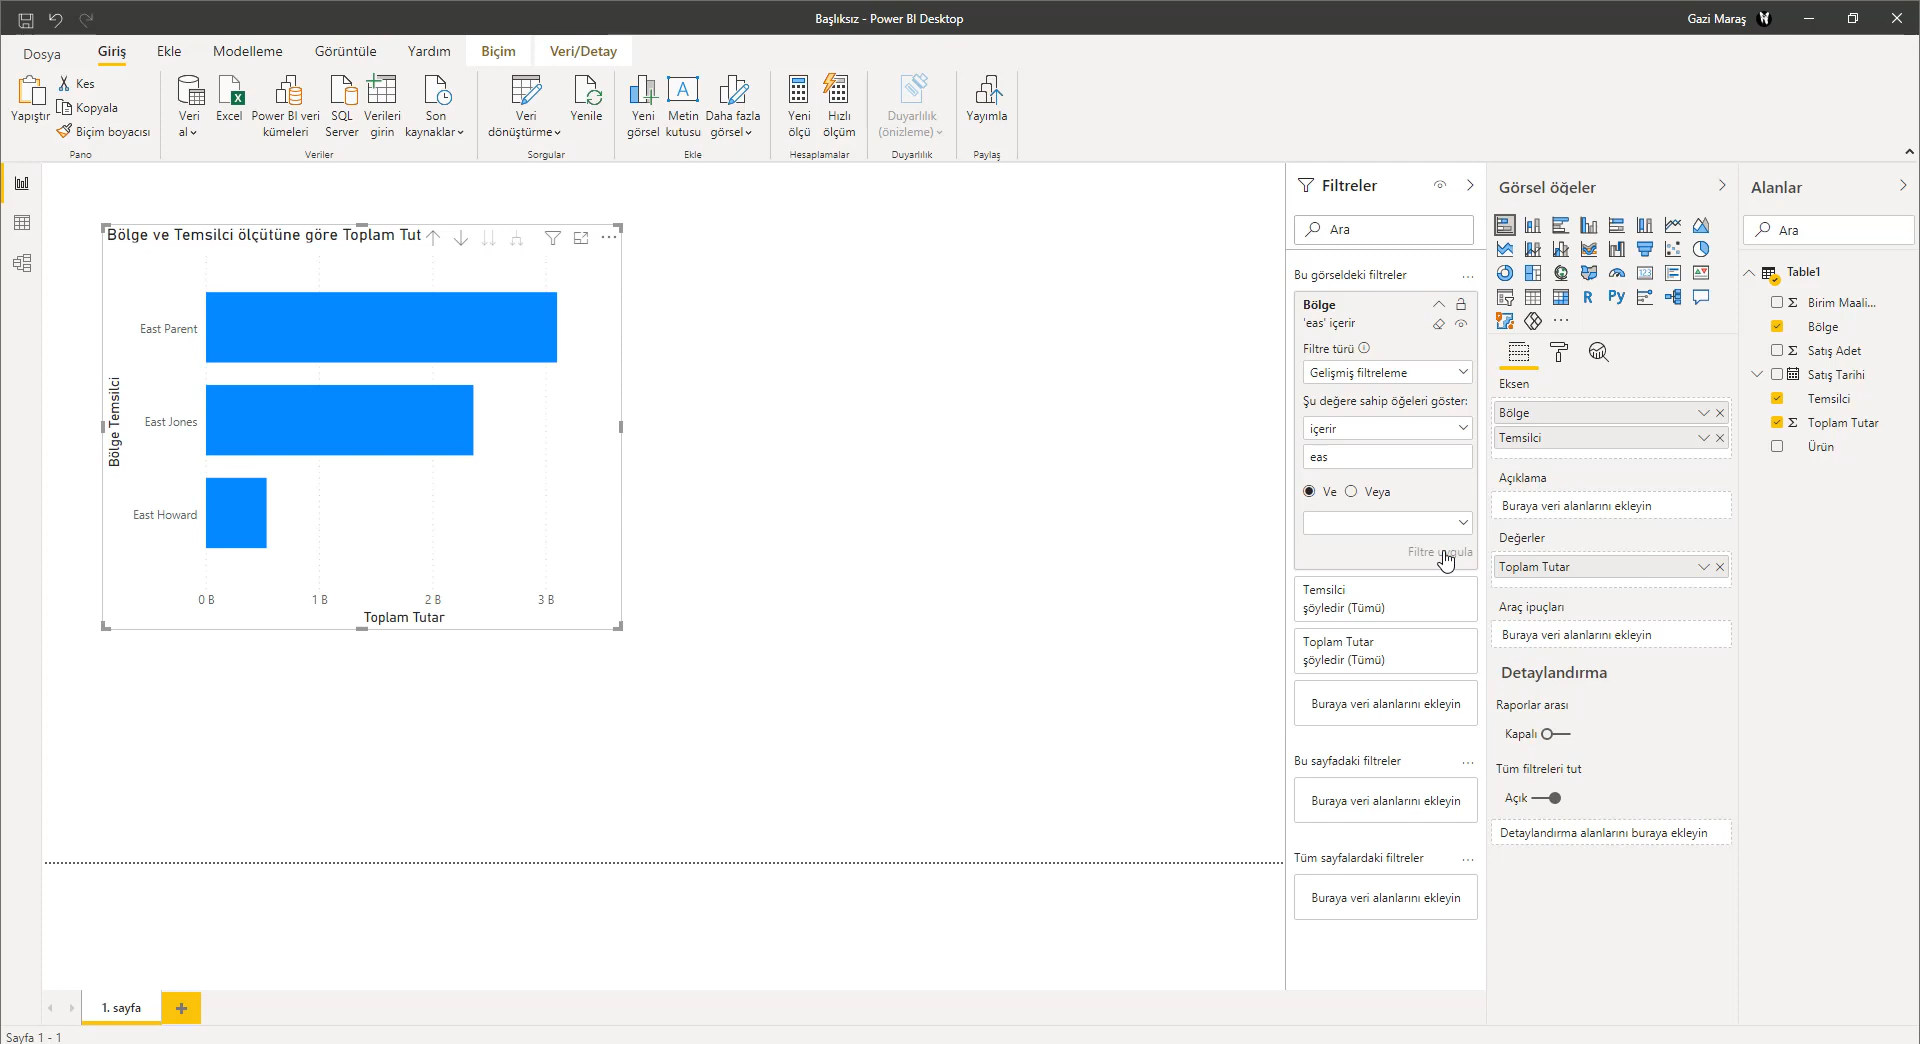 Başlıksız - Power BI Desktop
Gazi Maraş
Dosya
Giriş
Ekle
Modelleme
Görüntüle
Yardım
Biçim
Veri/Detay
Yapıştır
Kes
Kopyala
Biçim boyacısı
Pano
Veri
al
Excel
Power BI veri
kümeleri
SQL
Server
Verileri
girin
Son
kaynaklar
Veriler
Veri
dönüştürme
Yenile
Sorgular
Yeni
görsel
Metin
kutusu
Daha fazla
görsel
Ekle
Yeni
ölçü
Hızlı
ölçüm
Hesaplamalar
Duyarlılık
(önizleme)
Duyarlılık
Yayımla
Paylaş
Bölge ve Temsilci ölçütüne göre Toplam Tut
Bölge Temsilci
East Parent
East Jones
East Howard
0 B
1 B
2 B
3 B
Toplam Tutar
Filtreler
Ara
Bu görseldeki filtreler
...
Bölge
'eas' içerir
Filtre türü
Gelişmiş filtreleme
Şu değere sahip öğeleri göster:
içerir
eas
Ve
Veya
Filtre uygula
Temsilci
şöyledir (Tümü)
Toplam Tutar
şöyledir (Tümü)
Buraya veri alanlarını ekleyin
Bu sayfadaki filtreler
...
Buraya veri alanlarını ekleyin
Tüm sayfalardaki filtreler
...
Buraya veri alanlarını ekleyin
Görsel öğeler
123
R
Py
...
Eksen
Bölge
Temsilci
Açıklama
Buraya veri alanlarını ekleyin
Değerler
Toplam Tutar
Araç ipuçları
Buraya veri alanlarını ekleyin
Detaylandırma
Raporlar arası
Kapalı
Tüm filtreleri tut
Açık
Detaylandırma alanlarını buraya ekleyin
Alanlar
Ara
Table1
Σ Birim Maali...
Bölge
Σ Satış Adet
Satış Tarihi
Temsilci
Σ Toplam Tutar
Ürün
1. sayfa
+
Sayfa 1 - 1